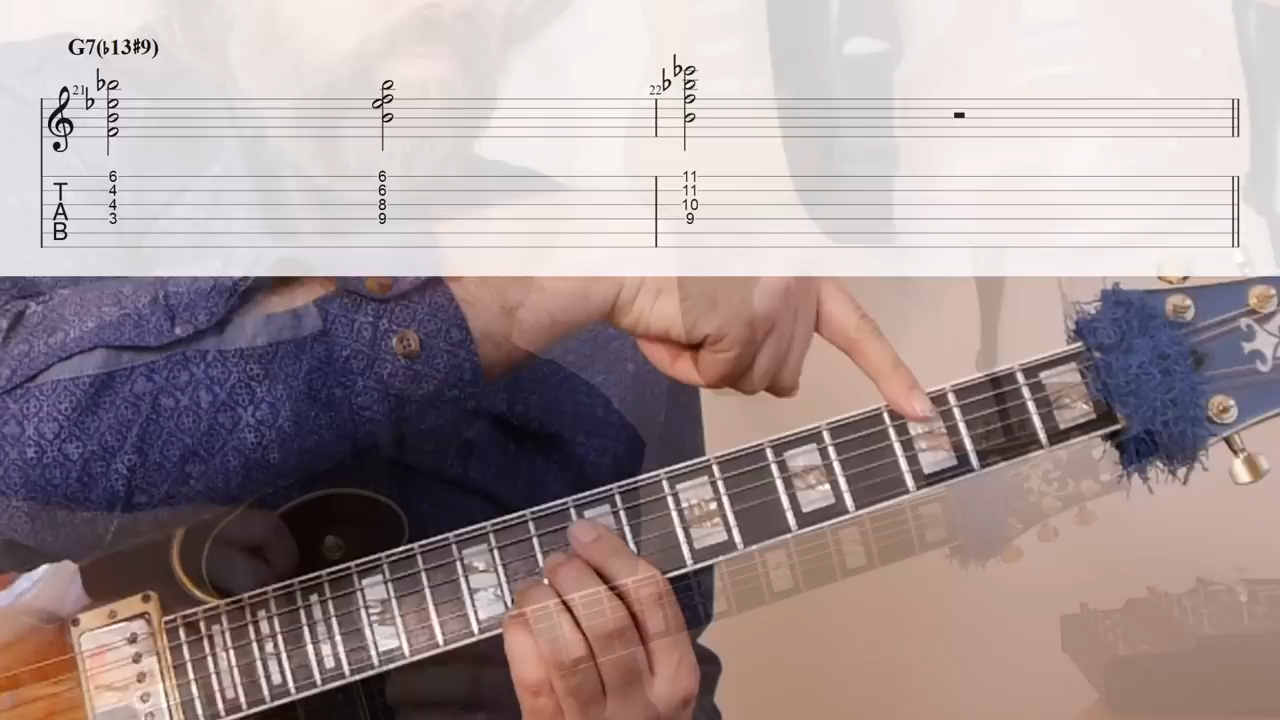 G7(♭13♯9)
21
22
6 6 11
T 4 6 11
A 4 8 10
B 3 9 9